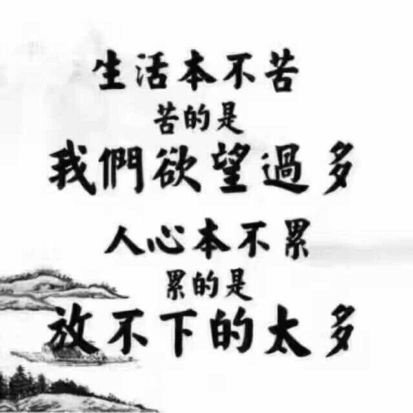 生活本不苦
苦的是
我們欲望過多
人心本不累
累的是
放不下的太多